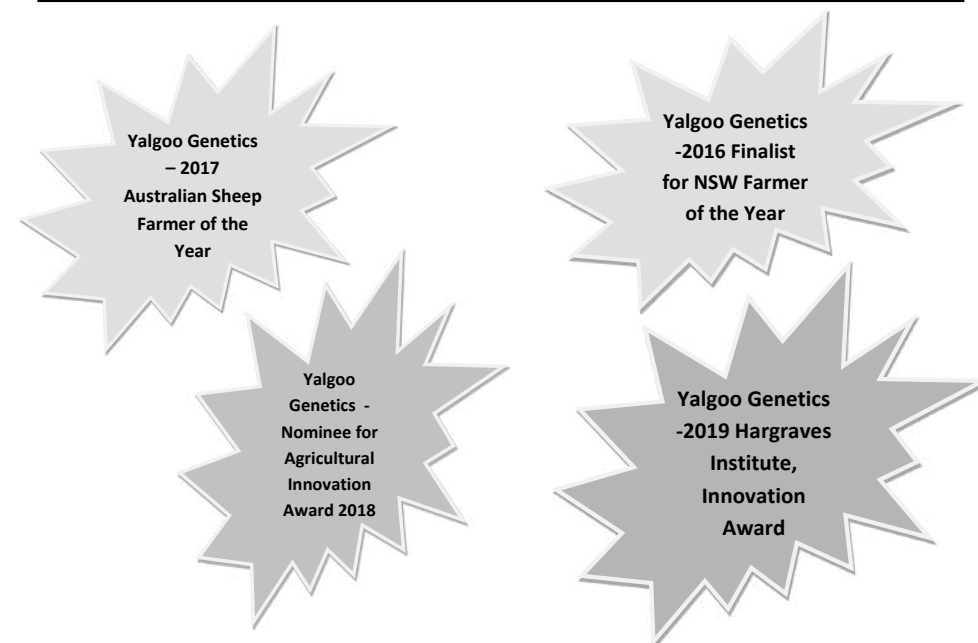 Yalgoo Genetics
– 2017
Australian Sheep
Farmer of the
Year
Yalgoo Genetics
-2016 Finalist
for NSW Farmer
of the Year
Yalgoo
Genetics -
Nominee for
Agricultural
Innovation
Award 2018
Yalgoo Genetics
-2019 Hargraves
Institute,
Innovation
Award